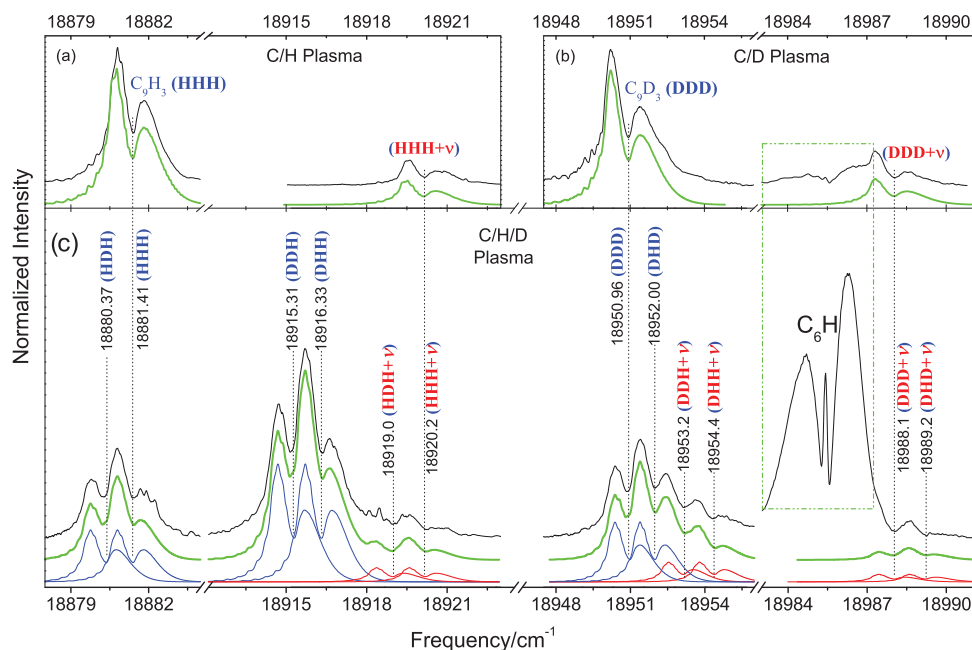 18879 18882 18915 18918 18921 18948 18951 18954 18984 18987 18990
(a) C/H Plasma
C₉H₃ (HHH)
(HHH+ν)
(b) C/D Plasma
C₉D₃ (DDD)
(DDD+ν)
Normalized Intensity
(c) C/H/D
Plasma
18880.37 (HDH)
18881.41 (HHH)
18915.31 (DDH)
18916.33 (DHH)
18919.0 (HDH+ν)
18920.2 (HHH+ν)
18950.96 (DDD)
18952.00 (DHD)
18953.2 (DDH+ν)
18954.4 (DHH+ν)
C₆H
18988.1 (DDD+ν)
18989.2 (DHD+ν)
18879 18882 18915 18918 18921 18948 18951 18954 18984 18987 18990
Frequency/cm⁻¹